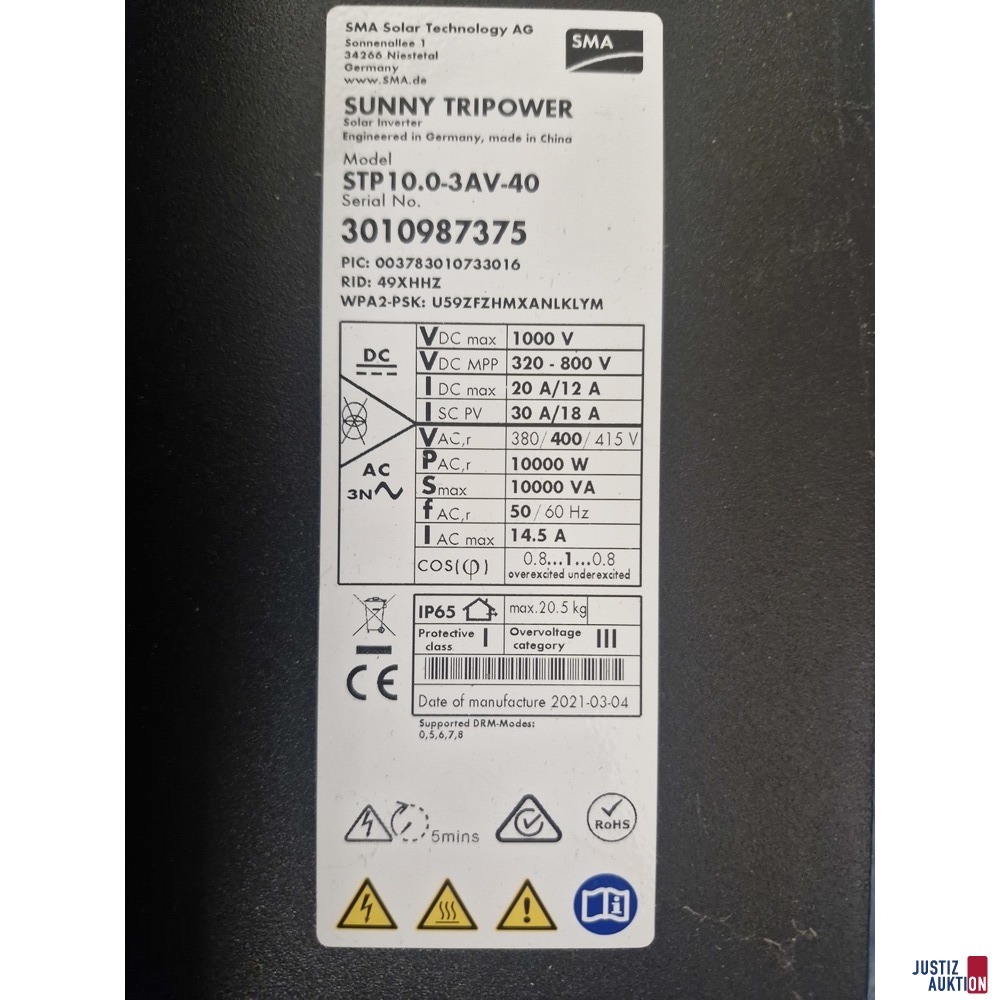 SMA Solar Technology AG
Sonnenallee 1
34266 Niestetal
Germany
www.SMA.de
SMA
SUNNY TRIPOWER
Solar Inverter
Engineered in Germany, made in China
Model
STP10.0-3AV-40
Serial No.
3010987375
PIC: 003783010733016
RID: 49XHHZ
WPA2-PSK: U59ZFZHMXANLKLYM
DC
VDC max 1000 V
VDC MPP 320 - 800 V
IDC max 20 A/12 A
ISC PV 30 A/18 A
AC
3N
VAC,r 380/400/415 V
PAC,r 10000 W
Smax 10000 VA
fAC,r 50/60 Hz
IAC max 14.5 A
cos(φ) 0.8...1...0.8
overexcited underexcited
IP65 max.20.5 kg
Protective class I Overvoltage category III
CE
Date of manufacture 2021-03-04
Supported DRM-Modes:
0,5,6,7,8
5mins
RoHS
JUSTIZ
AUKTION